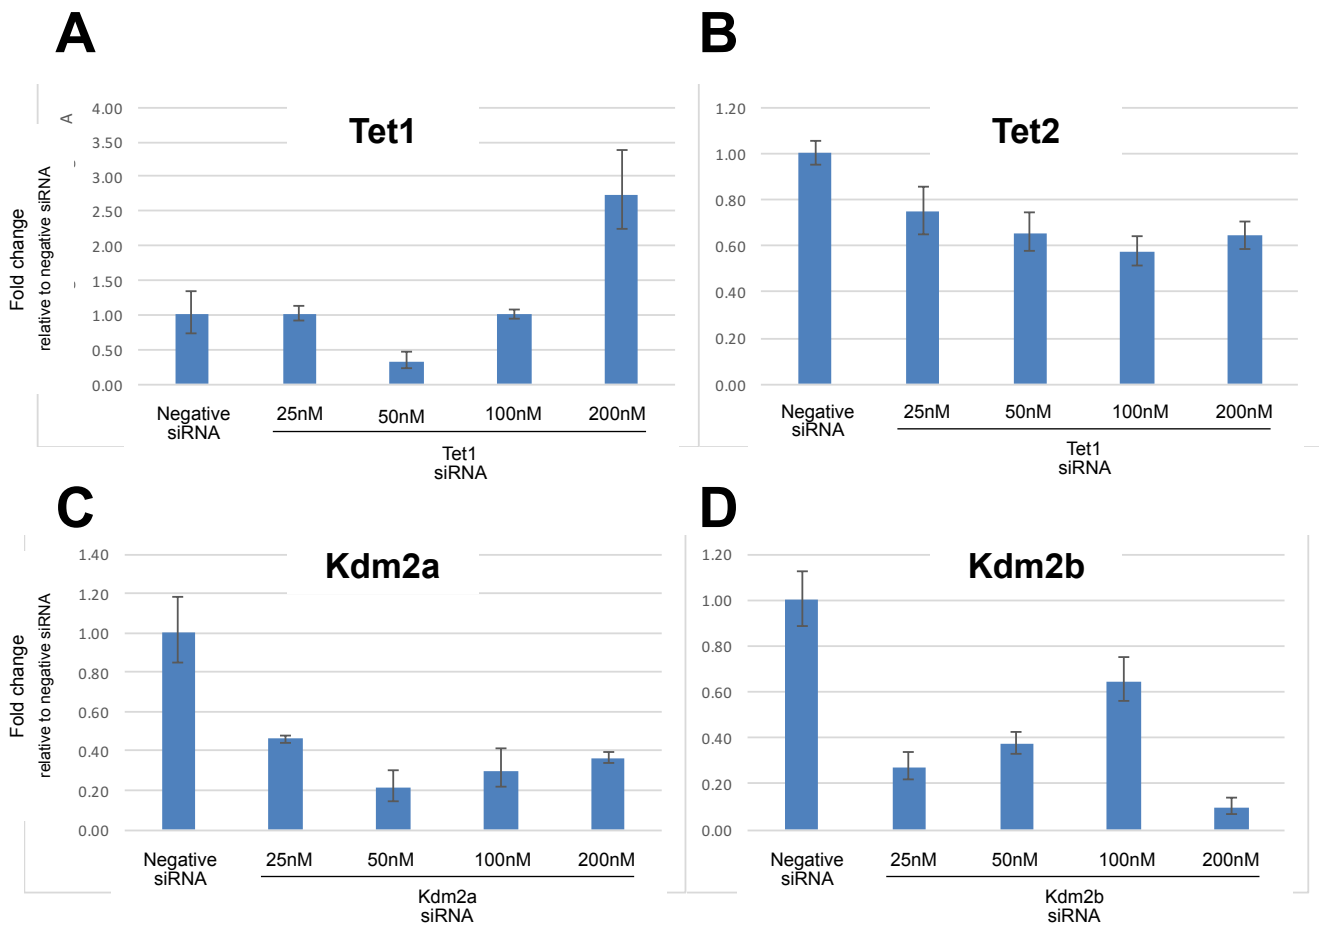 A
B
Tet1
Tet2
A
Fold change
relative to negative siRNA
4.00
3.50
3.00
2.50
2.00
1.50
1.00
0.50
0.00
Negative
siRNA
25nM
50nM
100nM
200nM
Tet1
siRNA
1.20
1.00
0.80
0.60
0.40
0.20
0.00
Negative
siRNA
25nM
50nM
100nM
200nM
Tet1
siRNA
C
D
Kdm2a
Kdm2b
Fold change
relative to negative siRNA
1.40
1.20
1.00
0.80
0.60
0.40
0.20
0.00
Negative
siRNA
25nM
50nM
100nM
200nM
Kdm2a
siRNA
1.20
1.00
0.80
0.60
0.40
0.20
0.00
Negative
siRNA
25nM
50nM
100nM
200nM
Kdm2b
siRNA